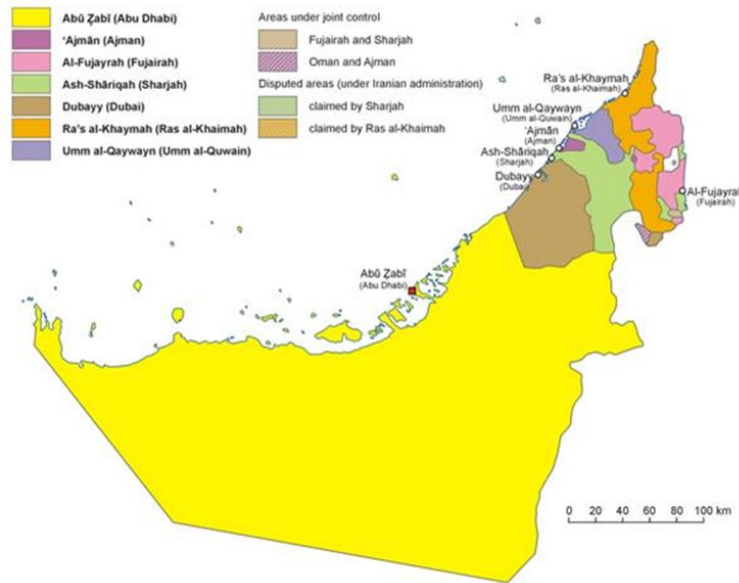 Abū Ẓabī (Abu Dhabi)
'Ajmān (Ajman)
Al-Fujayrah (Fujairah)
Ash-Shāriqah (Sharjah)
Dubayy (Dubai)
Ra's al-Khaymah (Ras al-Khaimah)
Umm al-Qaywayn (Umm al-Quwain)
Areas under joint control
Fujairah and Sharjah
Oman and Ajman
Disputed areas (under Iranian administration)
claimed by Sharjah
claimed by Ras al-Khaimah
Ra's al-Khaymah
(Ras al-Khaimah)
Umm al-Qaywayn
(Umm al-Quwain)
'Ajmān
(Ajman)
Ash-Shāriqah
(Sharjah)
Dubayy
(Dubai)
Al-Fujayrah
(Fujairah)
Abū Ẓabī
(Abu Dhabi)
0 20 40 60 80 100 km